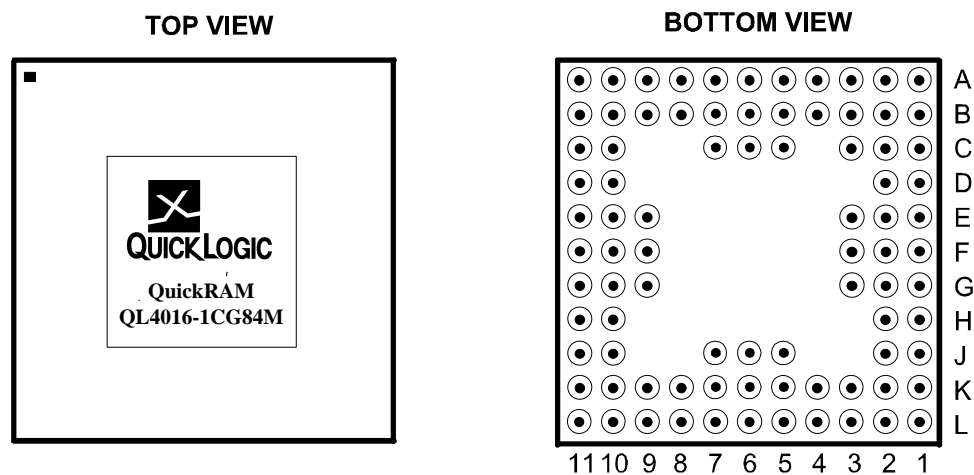 TOP VIEW
BOTTOM VIEW
QUICKLOGIC
QuickRAM
QL4016-1CG84M
A
B
C
D
E
F
G
H
J
K
L
11 10 9 8 7 6 5 4 3 2 1